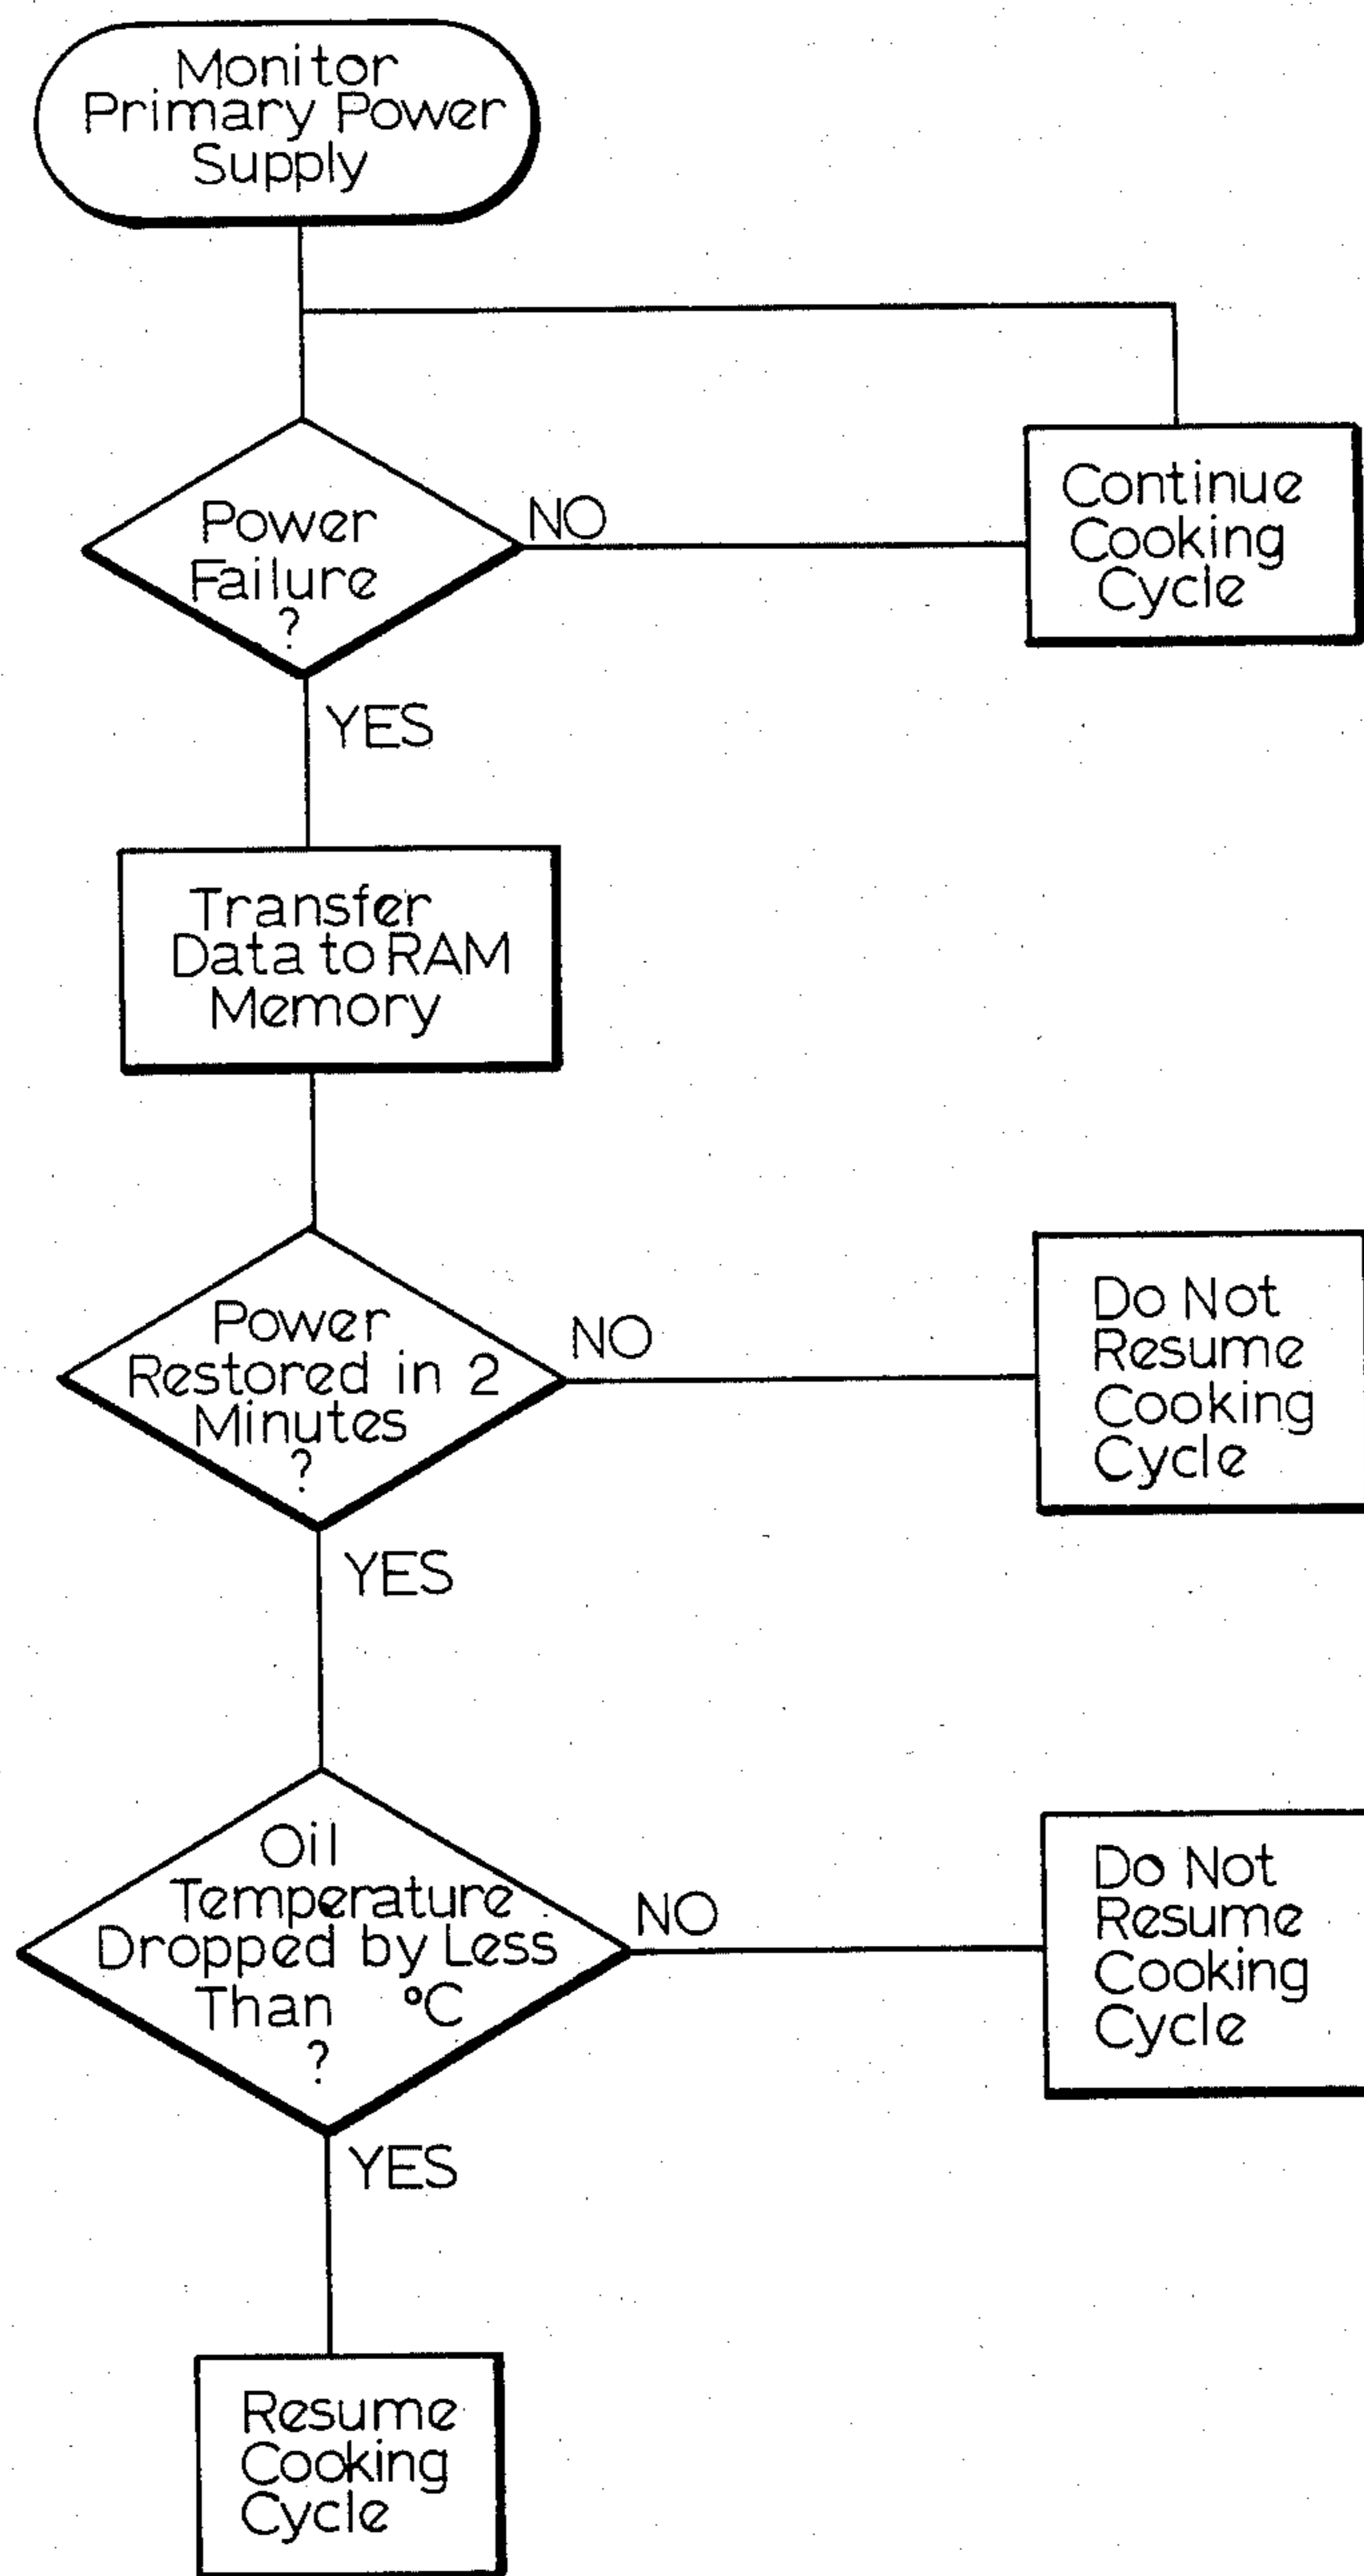 Monitor
Primary Power
Supply
Power
Failure
?
NO
Continue
Cooking
Cycle
YES
Transfer
Data to RAM
Memory
Power
Restored in 2
Minutes
?
NO
Do Not
Resume
Cooking
Cycle
YES
Oil
Temperature
Dropped by Less
Than °C
?
NO
Do Not
Resume
Cooking
Cycle
YES
Resume
Cooking
Cycle